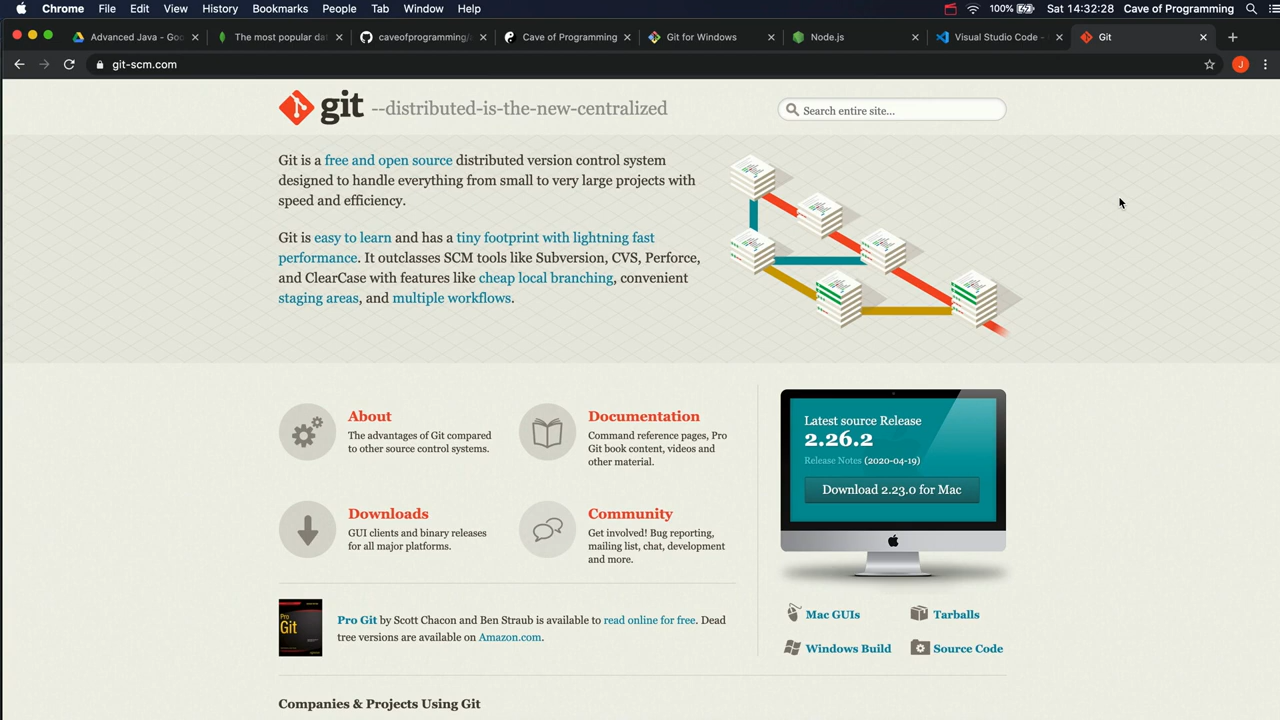 Chrome File Edit View History Bookmarks People Tab Window Help 100% Sat 14:32:28 Cave of Programming
Advanced Java - Goo
The most popular da
caveofprogramming/
Cave of Programming
Git for Windows
Node.js
Visual Studio Code -
Git
git-scm.com
J
git --distributed-is-the-new-centralized
Search entire site...
Git is a free and open source distributed version control system
designed to handle everything from small to very large projects with
speed and efficiency.
Git is easy to learn and has a tiny footprint with lightning fast
performance. It outclasses SCM tools like Subversion, CVS, Perforce,
and ClearCase with features like cheap local branching, convenient
staging areas, and multiple workflows.
About
The advantages of Git compared
to other source control systems.
Documentation
Command reference pages, Pro
Git book content, videos and
other material.
Downloads
GUI clients and binary releases
for all major platforms.
Community
Get involved! Bug reporting,
mailing list, chat, development
and more.
Latest source Release
2.26.2
Release Notes (2020-04-19)
Download 2.23.0 for Mac
Mac GUIs
Tarballs
Windows Build
Source Code
Pro
Git
Pro Git by Scott Chacon and Ben Straub is available to read online for free. Dead
tree versions are available on Amazon.com.
Companies & Projects Using Git